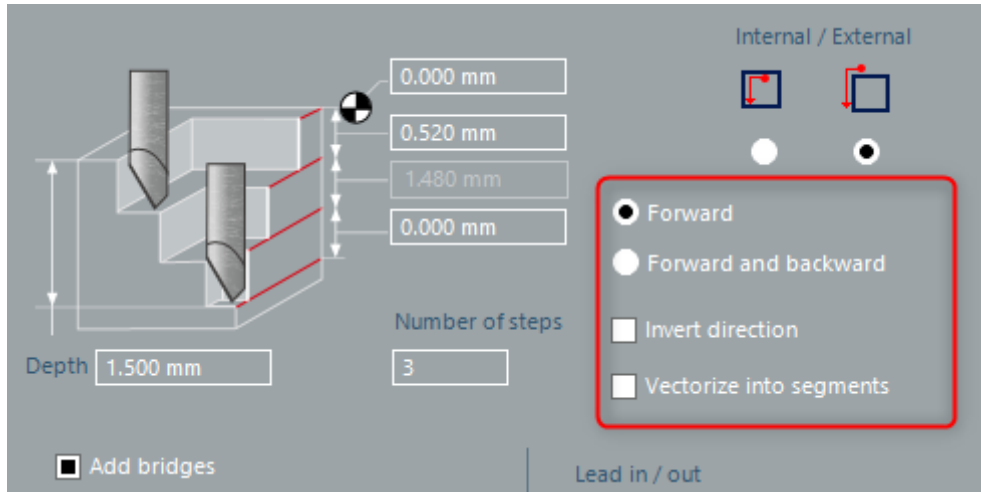 Internal / External
0.000 mm
0.520 mm
1.480 mm
0.000 mm
Forward
Forward and backward
Number of steps
Invert direction
Depth 1.500 mm
3
Vectorize into segments
Add bridges
Lead in / out